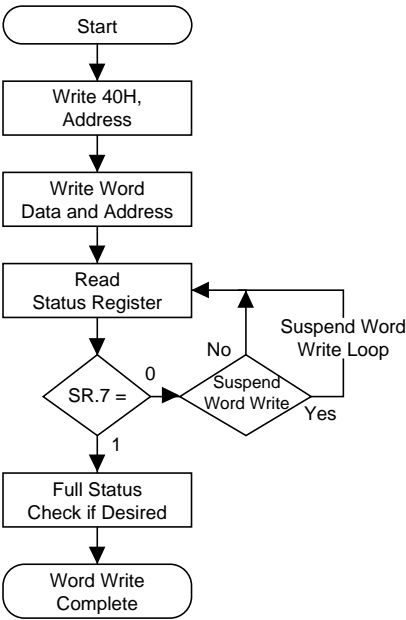 Start
Write 40H,
Address
Write Word
Data and Address
Read
Status Register
Suspend Word
Write Loop
No
0
SR.7 =
Suspend
Word Write
Yes
1
Full Status
Check if Desired
Word Write
Complete